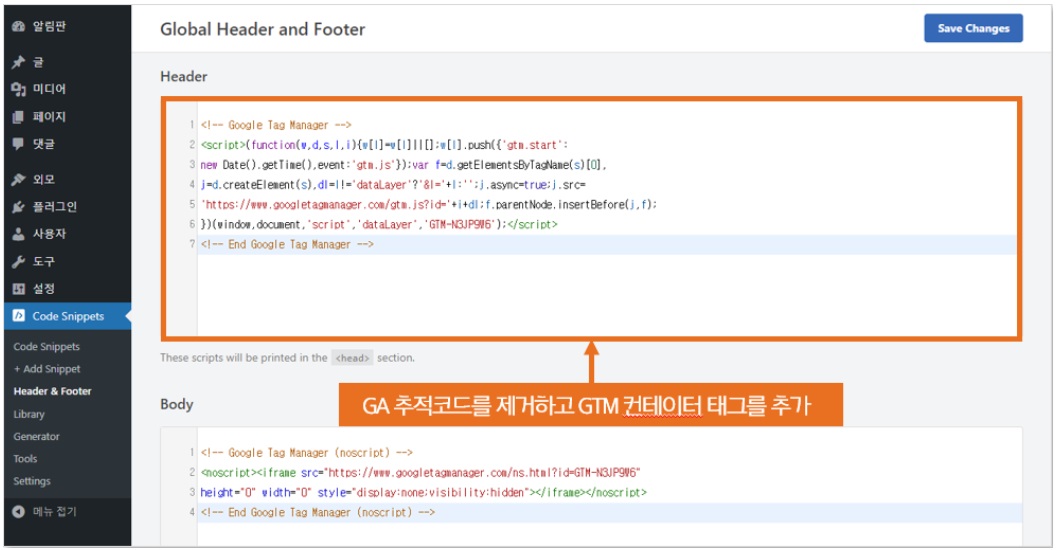 알림판
글
미디어
페이지
댓글
외모
플러그인
사용자
도구
설정
Code Snippets
Code Snippets
+ Add Snippet
Header & Footer
Library
Generator
Tools
Settings
메뉴 접기
Global Header and Footer
Save Changes
Header
1 <!-- Google Tag Manager -->
2 <script>(function(w,d,s,l,i){w[l]=w[l]||[];w[l].push({'gtm.start':
3 new Date().getTime(),event:'gtm.js'});var f=d.getElementsByTagName(s)[0],
4 j=d.createElement(s),dl=l!='dataLayer'?'&l='+l:'';j.async=true;j.src=
5 'https://www.googletagmanager.com/gtm.js?id='+i+dl;f.parentNode.insertBefore(j,f);
6 })(window,document,'script','dataLayer','GTM-N3JP9W6');</script>
7 <!-- End Google Tag Manager -->
These scripts will be printed in the <head> section.
GA 추적코드를 제거하고 GTM 컨테이터 태그를 추가
Body
1 <!-- Google Tag Manager (noscript) -->
2 <noscript><iframe src="https://www.googletagmanager.com/ns.html?id=GTM-N3JP9W6"
3 height="0" width="0" style="display:none;visibility:hidden"></iframe></noscript>
4 <!-- End Google Tag Manager (noscript) -->